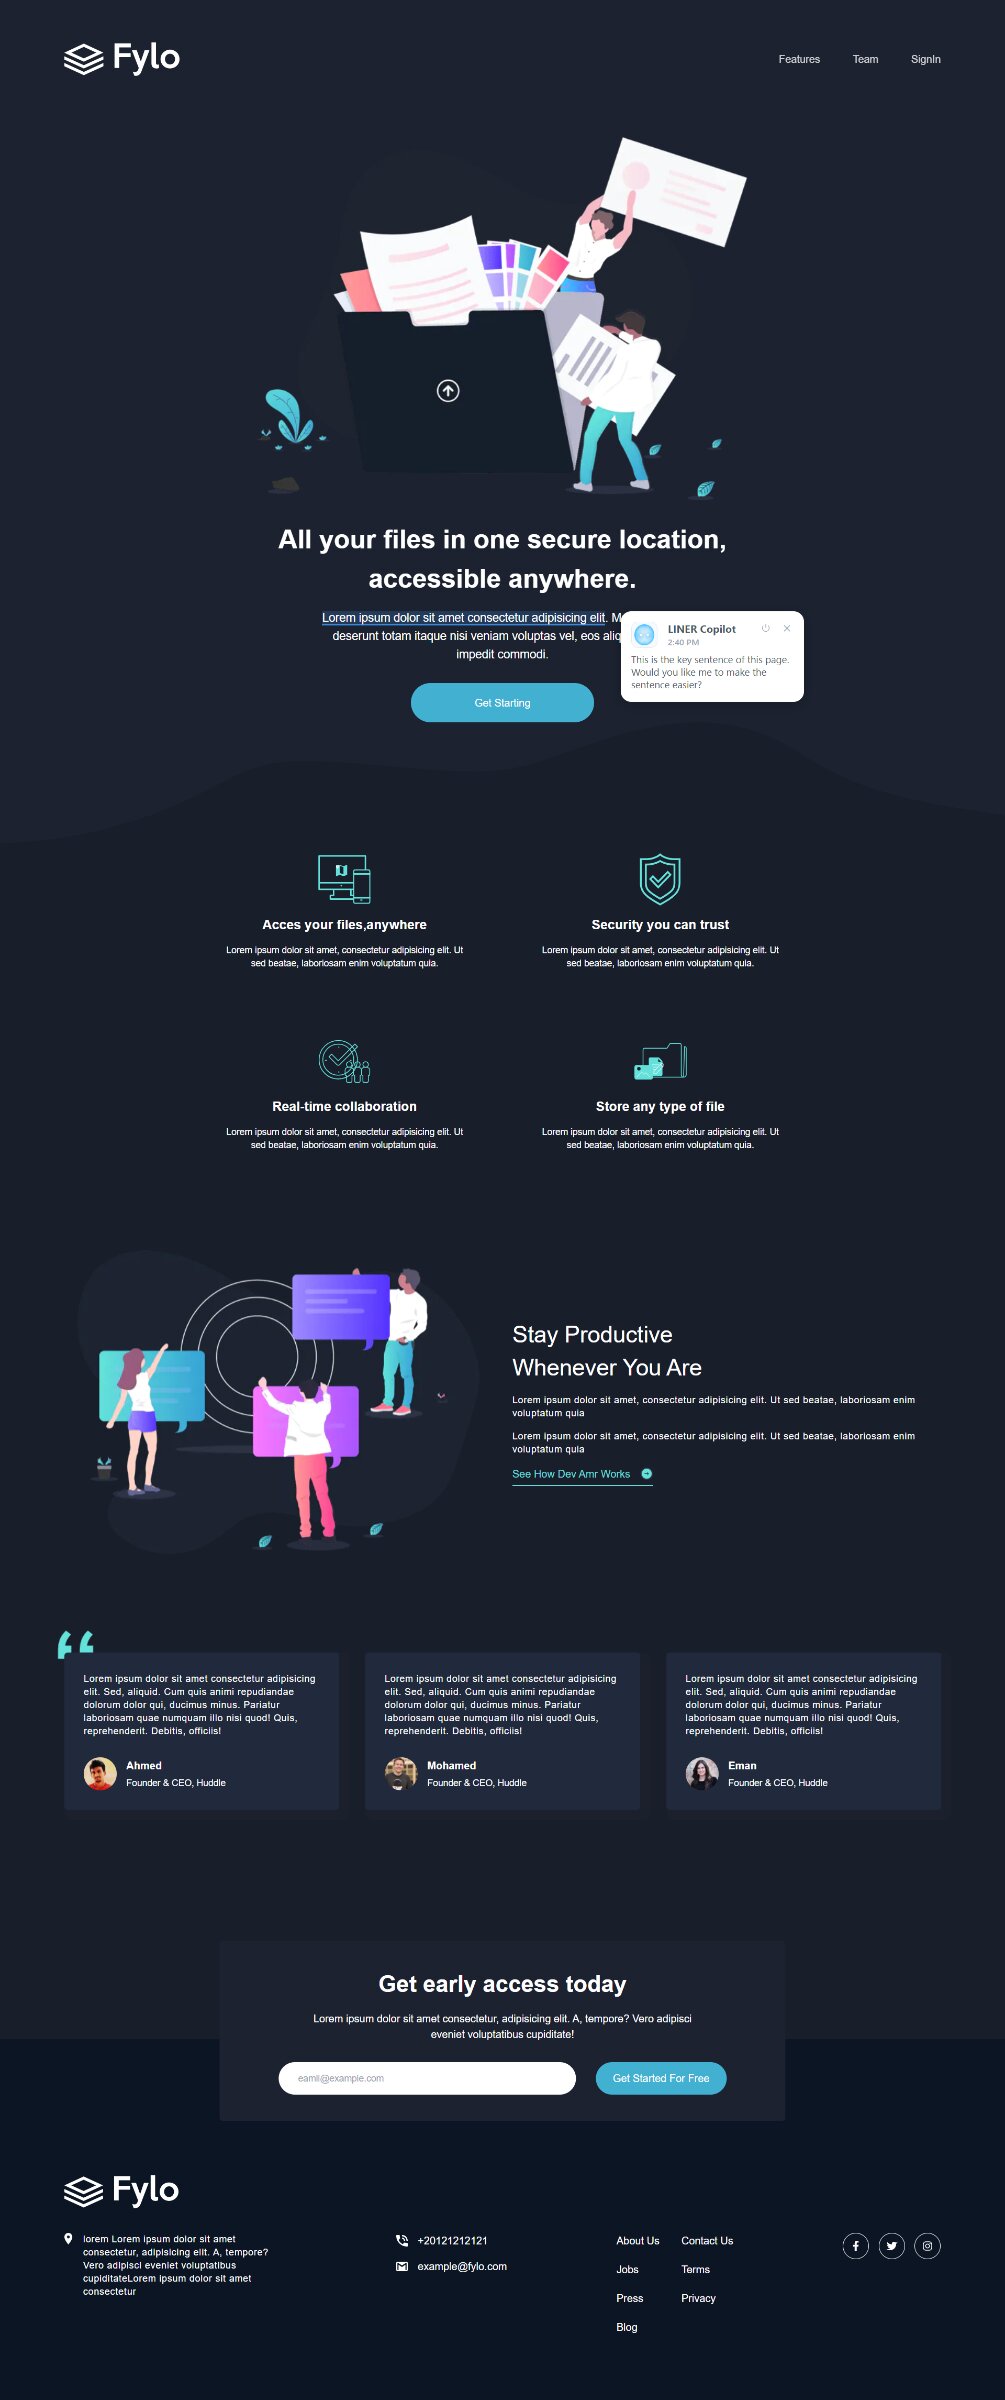 Fylo
Features Team SignIn
All your files in one secure location,
accessible anywhere.
Lorem ipsum dolor sit amet consectetur adipisicing elit. M
deserunt totam itaque nisi veniam voluptas vel, eos aliq
impedit commodi.
LINER Copilot
2:40 PM
This is the key sentence of this page.
Would you like me to make the
sentence easier?
Get Starting
Acces your files,anywhere
Lorem ipsum dolor sit amet, consectetur adipisicing elit. Ut
sed beatae, laboriosam enim voluptatum quia.
Security you can trust
Lorem ipsum dolor sit amet, consectetur adipisicing elit. Ut
sed beatae, laboriosam enim voluptatum quia.
Real-time collaboration
Lorem ipsum dolor sit amet, consectetur adipisicing elit. Ut
sed beatae, laboriosam enim voluptatum quia.
Store any type of file
Lorem ipsum dolor sit amet, consectetur adipisicing elit. Ut
sed beatae, laboriosam enim voluptatum quia.
Stay Productive
Whenever You Are
Lorem ipsum dolor sit amet, consectetur adipisicing elit. Ut sed beatae, laboriosam enim
voluptatum quia
Lorem ipsum dolor sit amet, consectetur adipisicing elit. Ut sed beatae, laboriosam enim
voluptatum quia
See How Dev Amr Works
“
Lorem ipsum dolor sit amet consectetur adipisicing
elit. Sed, aliquid. Cum quis animi repudiandae
dolorum dolor qui, ducimus minus. Pariatur
laboriosam quae numquam illo nisi quod! Quis,
reprehenderit. Debitis, officiis!
Ahmed
Founder & CEO, Huddle
Lorem ipsum dolor sit amet consectetur adipisicing
elit. Sed, aliquid. Cum quis animi repudiandae
dolorum dolor qui, ducimus minus. Pariatur
laboriosam quae numquam illo nisi quod! Quis,
reprehenderit. Debitis, officiis!
Mohamed
Founder & CEO, Huddle
Lorem ipsum dolor sit amet consectetur adipisicing
elit. Sed, aliquid. Cum quis animi repudiandae
dolorum dolor qui, ducimus minus. Pariatur
laboriosam quae numquam illo nisi quod! Quis,
reprehenderit. Debitis, officiis!
Eman
Founder & CEO, Huddle
Get early access today
Lorem ipsum dolor sit amet consectetur, adipisicing elit. A, tempore? Vero adipisci
eveniet voluptatibus cupiditate!
eamil@example.com
Get Started For Free
Fylo
lorem Lorem ipsum dolor sit amet
consectetur, adipisicing elit. A, tempore?
Vero adipisci eveniet voluptatibus
cupiditateLorem ipsum dolor sit amet
consectetur
+20121212121
example@fylo.com
About Us
Jobs
Press
Blog
Contact Us
Terms
Privacy